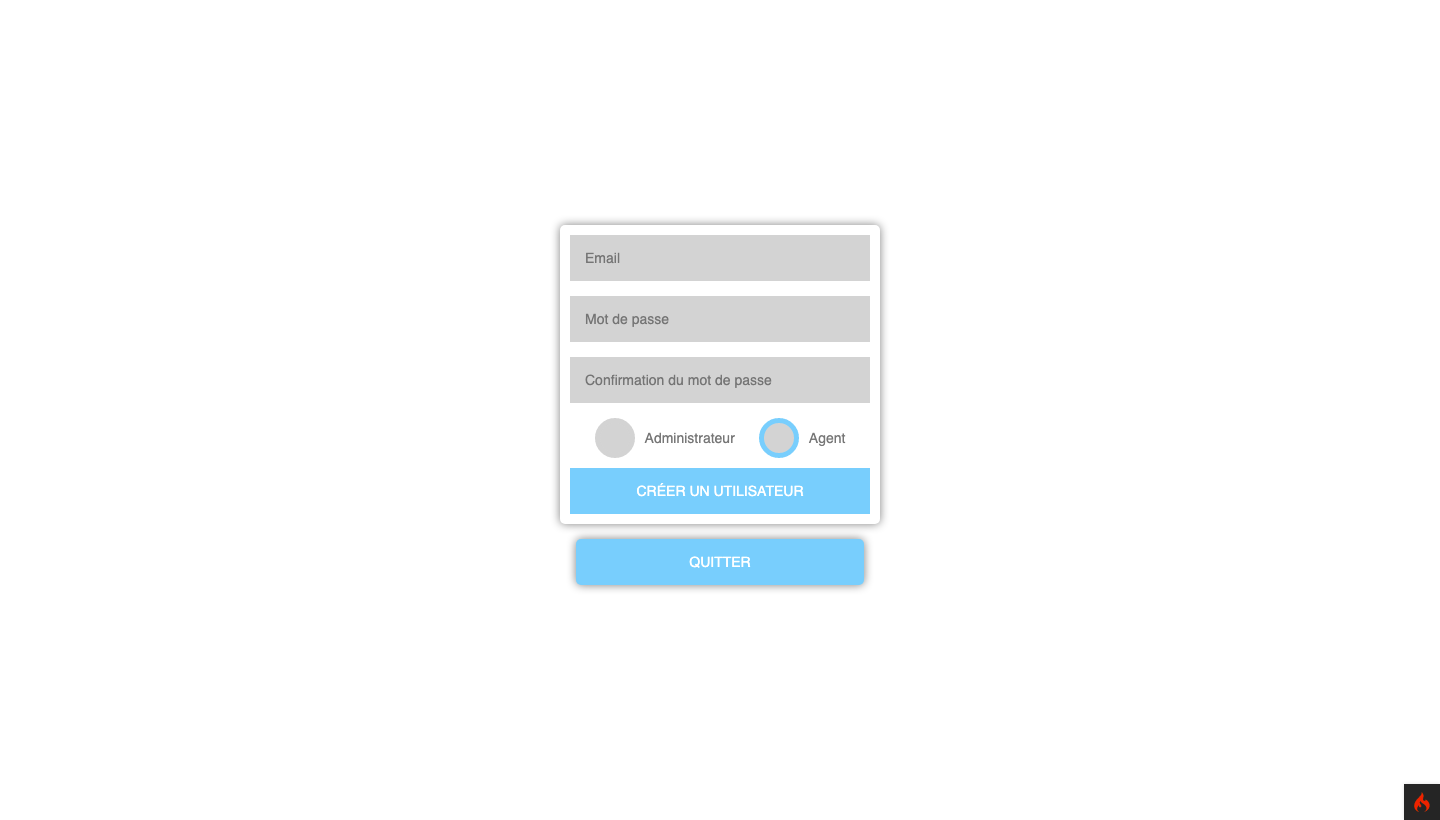 Email
Mot de passe
Confirmation du mot de passe
Administrateur Agent
CRÉER UN UTILISATEUR
QUITTER